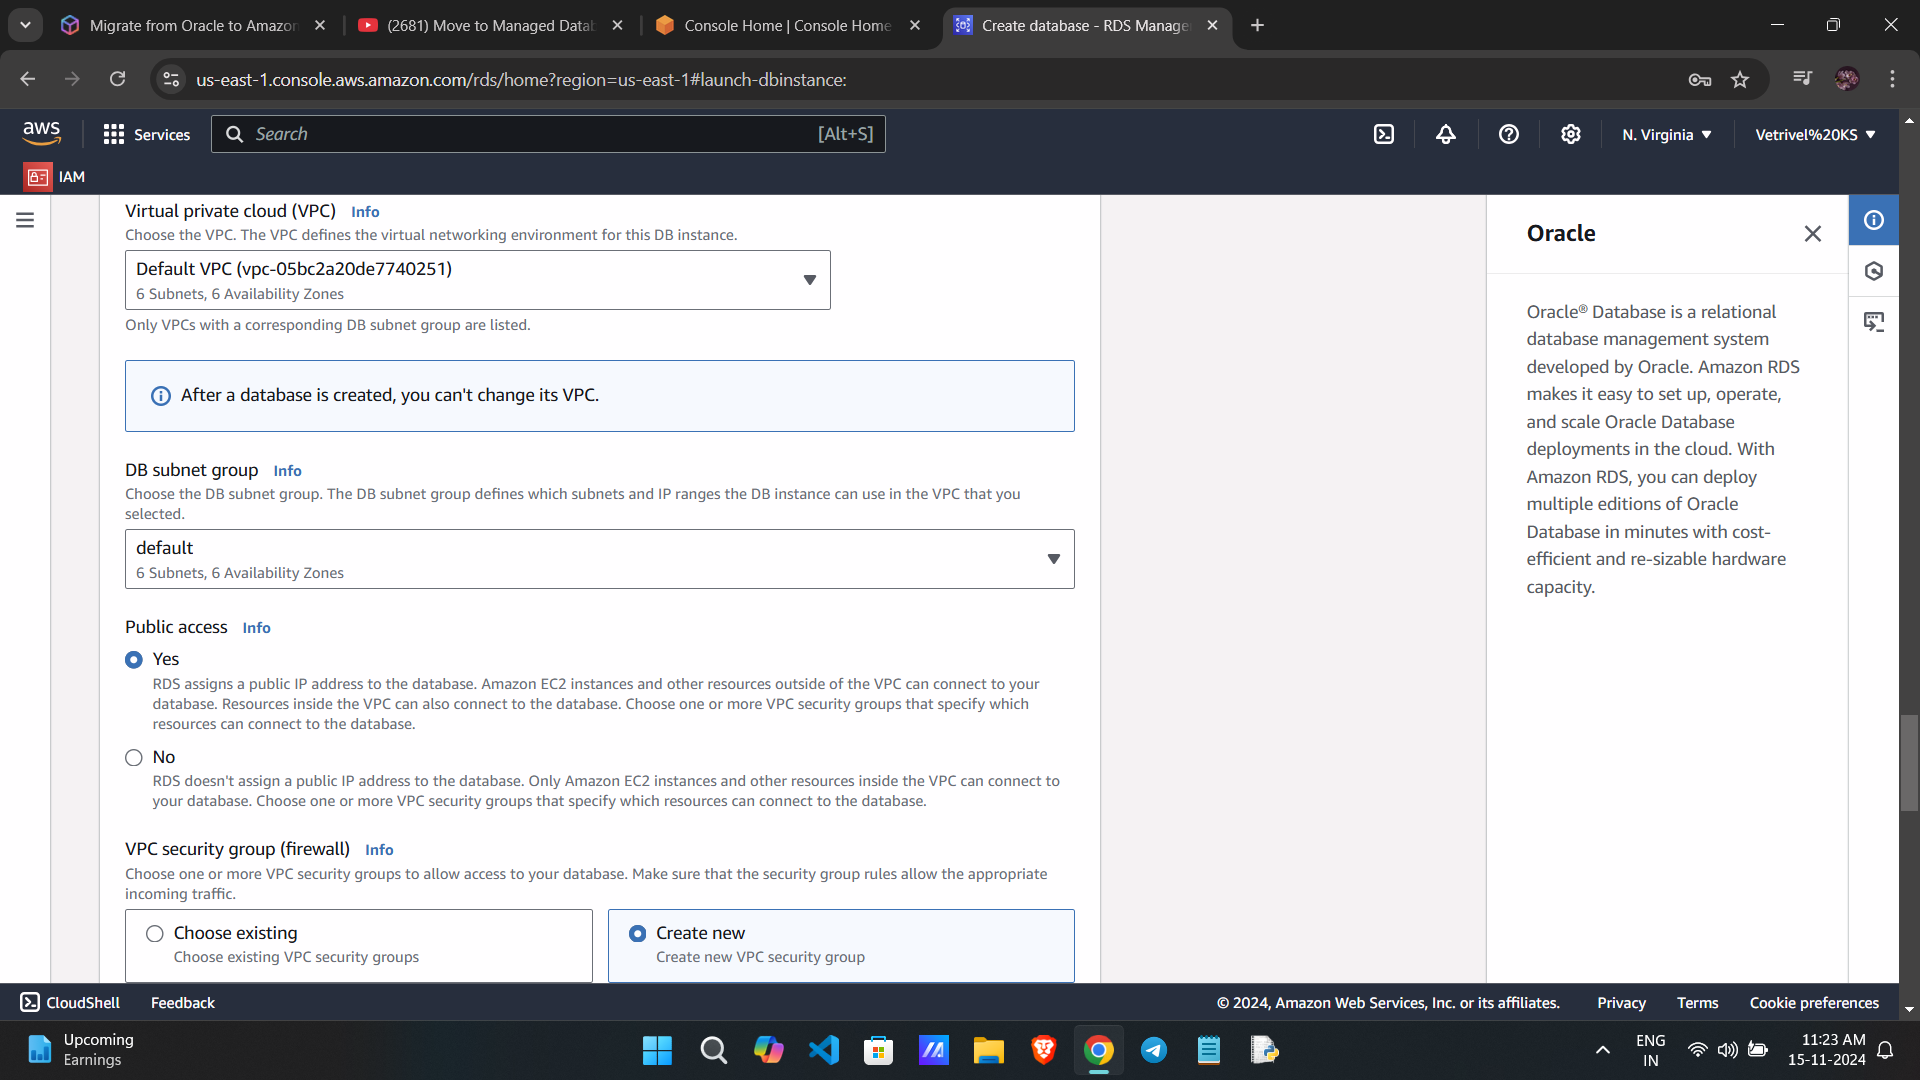 Migrate from Oracle to Amazon
(2681) Move to Managed Datab
Console Home | Console Home
Create database - RDS Manage
us-east-1.console.aws.amazon.com/rds/home?region=us-east-1#launch-dbinstance:
aws
Services
Search
[Alt+S]
N. Virginia
Vetrivel%20KS
IAM
Virtual private cloud (VPC) Info
Choose the VPC. The VPC defines the virtual networking environment for this DB instance.
Default VPC (vpc-05bc2a20de7740251)
6 Subnets, 6 Availability Zones
Only VPCs with a corresponding DB subnet group are listed.
After a database is created, you can't change its VPC.
DB subnet group Info
Choose the DB subnet group. The DB subnet group defines which subnets and IP ranges the DB instance can use in the VPC that you
selected.
default
6 Subnets, 6 Availability Zones
Public access Info
Yes
RDS assigns a public IP address to the database. Amazon EC2 instances and other resources outside of the VPC can connect to your
database. Resources inside the VPC can also connect to the database. Choose one or more VPC security groups that specify which
resources can connect to the database.
No
RDS doesn't assign a public IP address to the database. Only Amazon EC2 instances and other resources inside the VPC can connect to
your database. Choose one or more VPC security groups that specify which resources can connect to the database.
VPC security group (firewall) Info
Choose one or more VPC security groups to allow access to your database. Make sure that the security group rules allow the appropriate
incoming traffic.
Choose existing
Choose existing VPC security groups
Create new
Create new VPC security group
Oracle
Oracle® Database is a relational
database management system
developed by Oracle. Amazon RDS
makes it easy to set up, operate,
and scale Oracle Database
deployments in the cloud. With
Amazon RDS, you can deploy
multiple editions of Oracle
Database in minutes with cost-
efficient and re-sizable hardware
capacity.
CloudShell
Feedback
© 2024, Amazon Web Services, Inc. or its affiliates.
Privacy
Terms
Cookie preferences
Upcoming
Earnings
ENG
IN
11:23 AM
15-11-2024